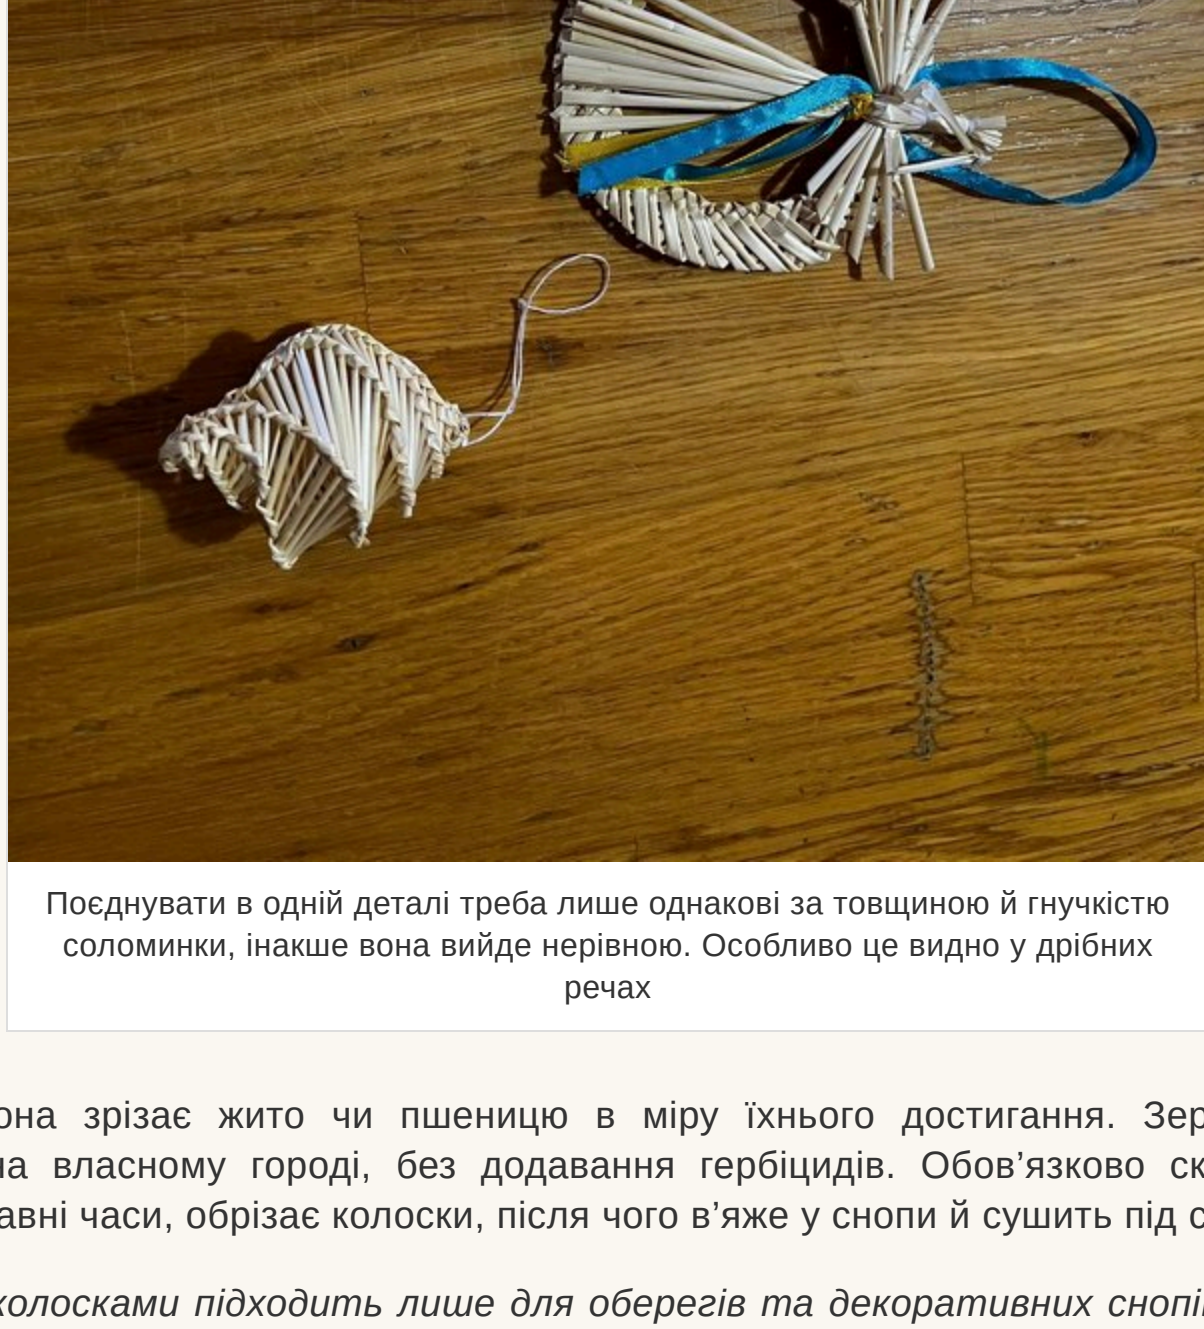 Поєднувати в одній деталі треба лише однакові за товщиною й гнучкістю
соломинки, інакше вона вийде нерівною. Особливо це видно у дрібних
речах
зрізає жито чи пшеницю в міру їхнього достигання.
власному городі, без додавання гербіцидів. Обов’язково
часи, обрізає колоски, після чого в’яже у снопи й сушить під
підходить лише для оберегів та декоративних